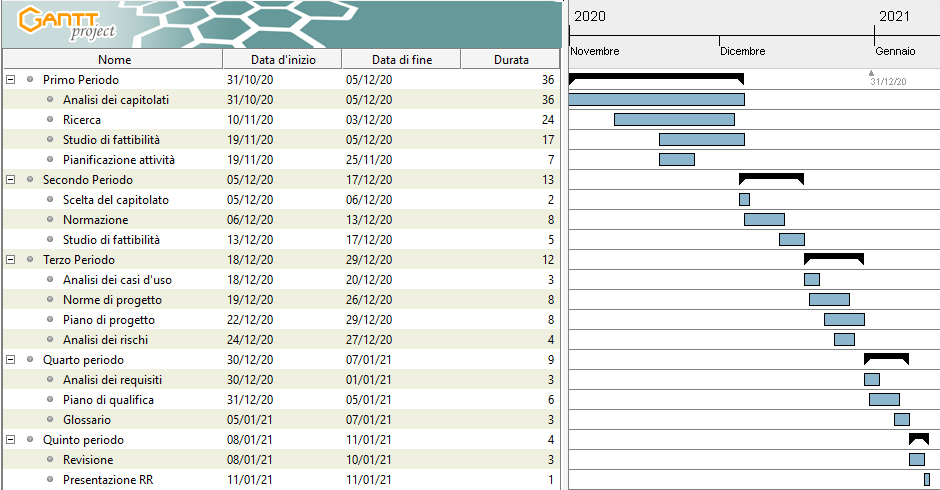 GANTT
project
2020 2021
Novembre Dicembre Gennaio
Nome Data d'inizio Data di fine Durata
31/12/20
Primo Periodo 31/10/20 05/12/20 36
Analisi dei capitolati 31/10/20 05/12/20 36
Ricerca 10/11/20 03/12/20 24
Studio di fattibilità 19/11/20 05/12/20 17
Pianificazione attività 19/11/20 25/11/20 7
Secondo Periodo 05/12/20 17/12/20 13
Scelta del capitolato 05/12/20 06/12/20 2
Normazione 06/12/20 13/12/20 8
Studio di fattibilità 13/12/20 17/12/20 5
Terzo Periodo 18/12/20 29/12/20 12
Analisi dei casi d'uso 18/12/20 20/12/20 3
Norme di progetto 19/12/20 26/12/20 8
Piano di progetto 22/12/20 29/12/20 8
Analisi dei rischi 24/12/20 27/12/20 4
Quarto periodo 30/12/20 07/01/21 9
Analisi dei requisiti 30/12/20 01/01/21 3
Piano di qualifica 31/12/20 05/01/21 6
Glossario 05/01/21 07/01/21 3
Quinto periodo 08/01/21 11/01/21 4
Revisione 08/01/21 10/01/21 3
Presentazione RR 11/01/21 11/01/21 1